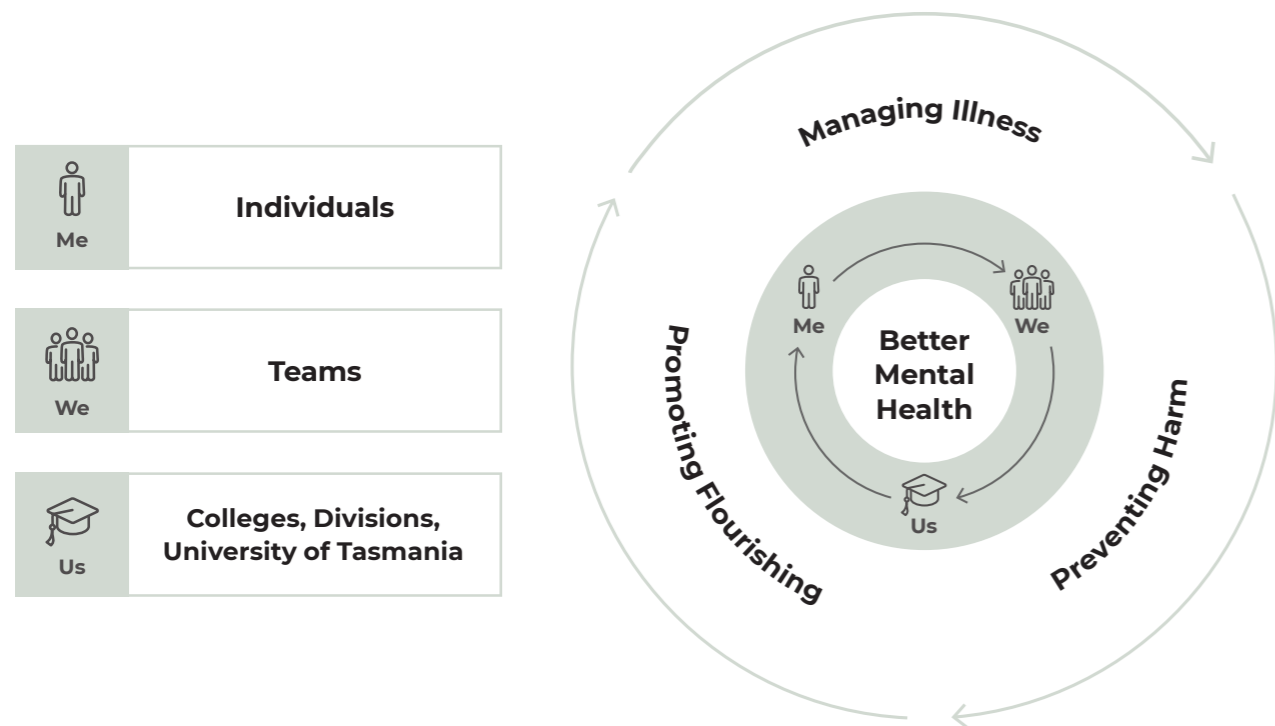 Me
Individuals
We
Teams
Us
Colleges, Divisions,
University of Tasmania
Managing Illness
Me
We
Better
Mental
Health
Us
Promoting Flourishing
Preventing Harm